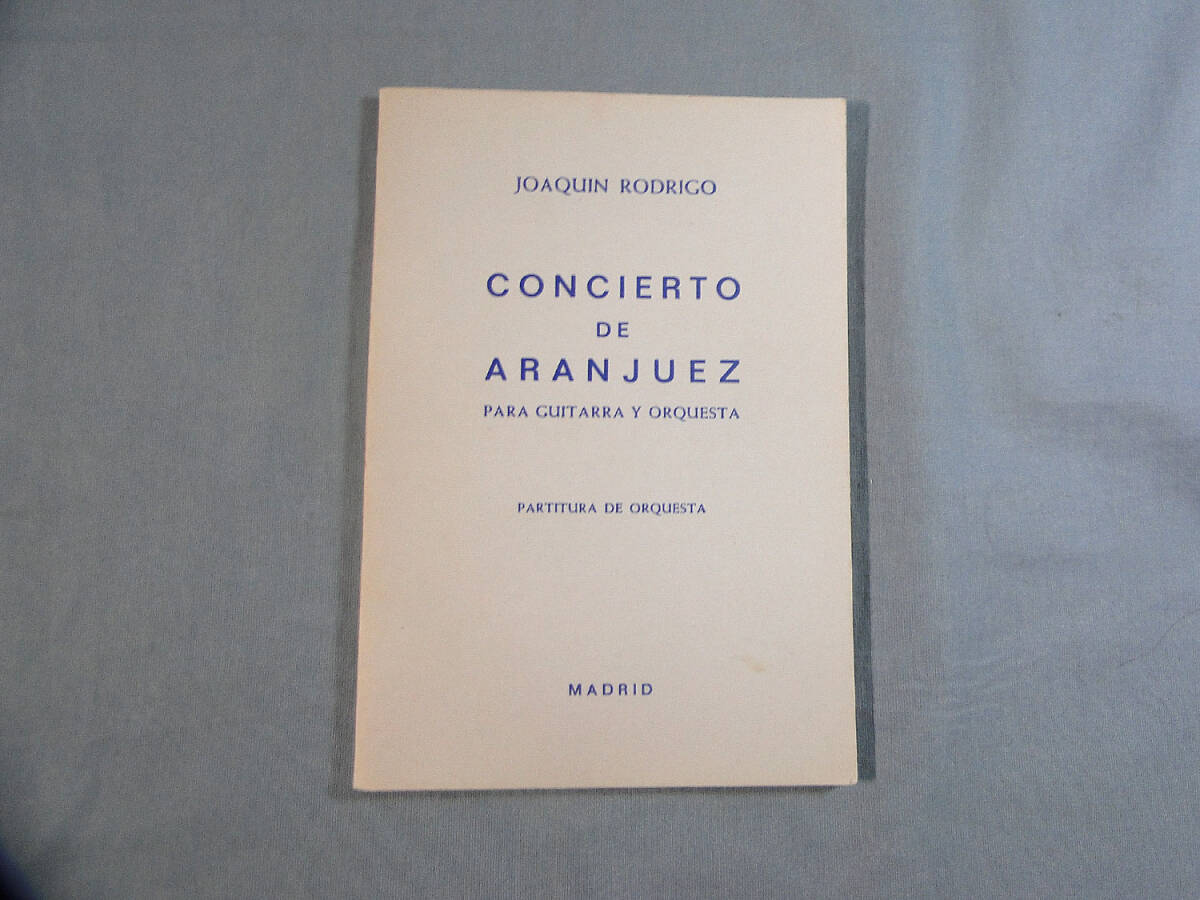 JOAQUIN RODRIGO
CONCIERTO
DE
ARANJUEZ
PARA GUITARRA Y ORQUESTA
PARTITURA DE ORQUESTA
MADRID